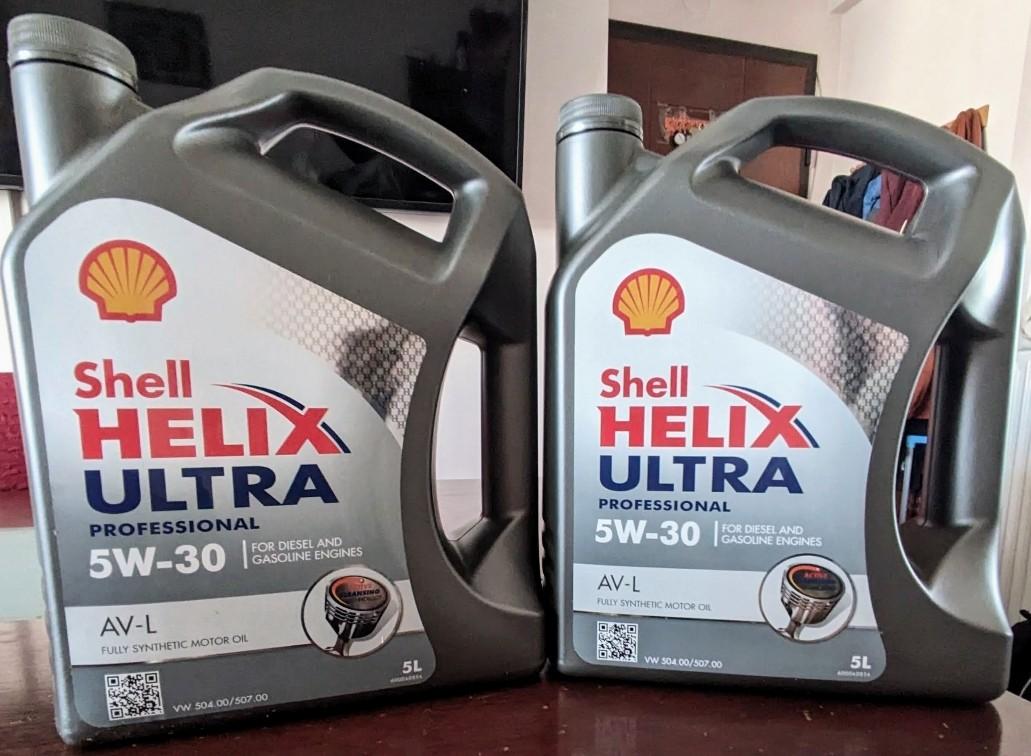 Shell
HELIX
ULTRA
PROFESSIONAL
5W-30
FOR DIESEL AND
GASOLINE ENGINES
CLEANSING
AV-L
FULLY SYNTHETIC MOTOR OIL
VW 504.00/507.00
5L
Shell
HELIX
ULTRA
PROFESSIONAL
5W-30
FOR DIESEL AND
GASOLINE ENGINES
ACTIVE
AV-L
FULLY SYNTHETIC MOTOR OIL
VW 504.00/507.00
5L